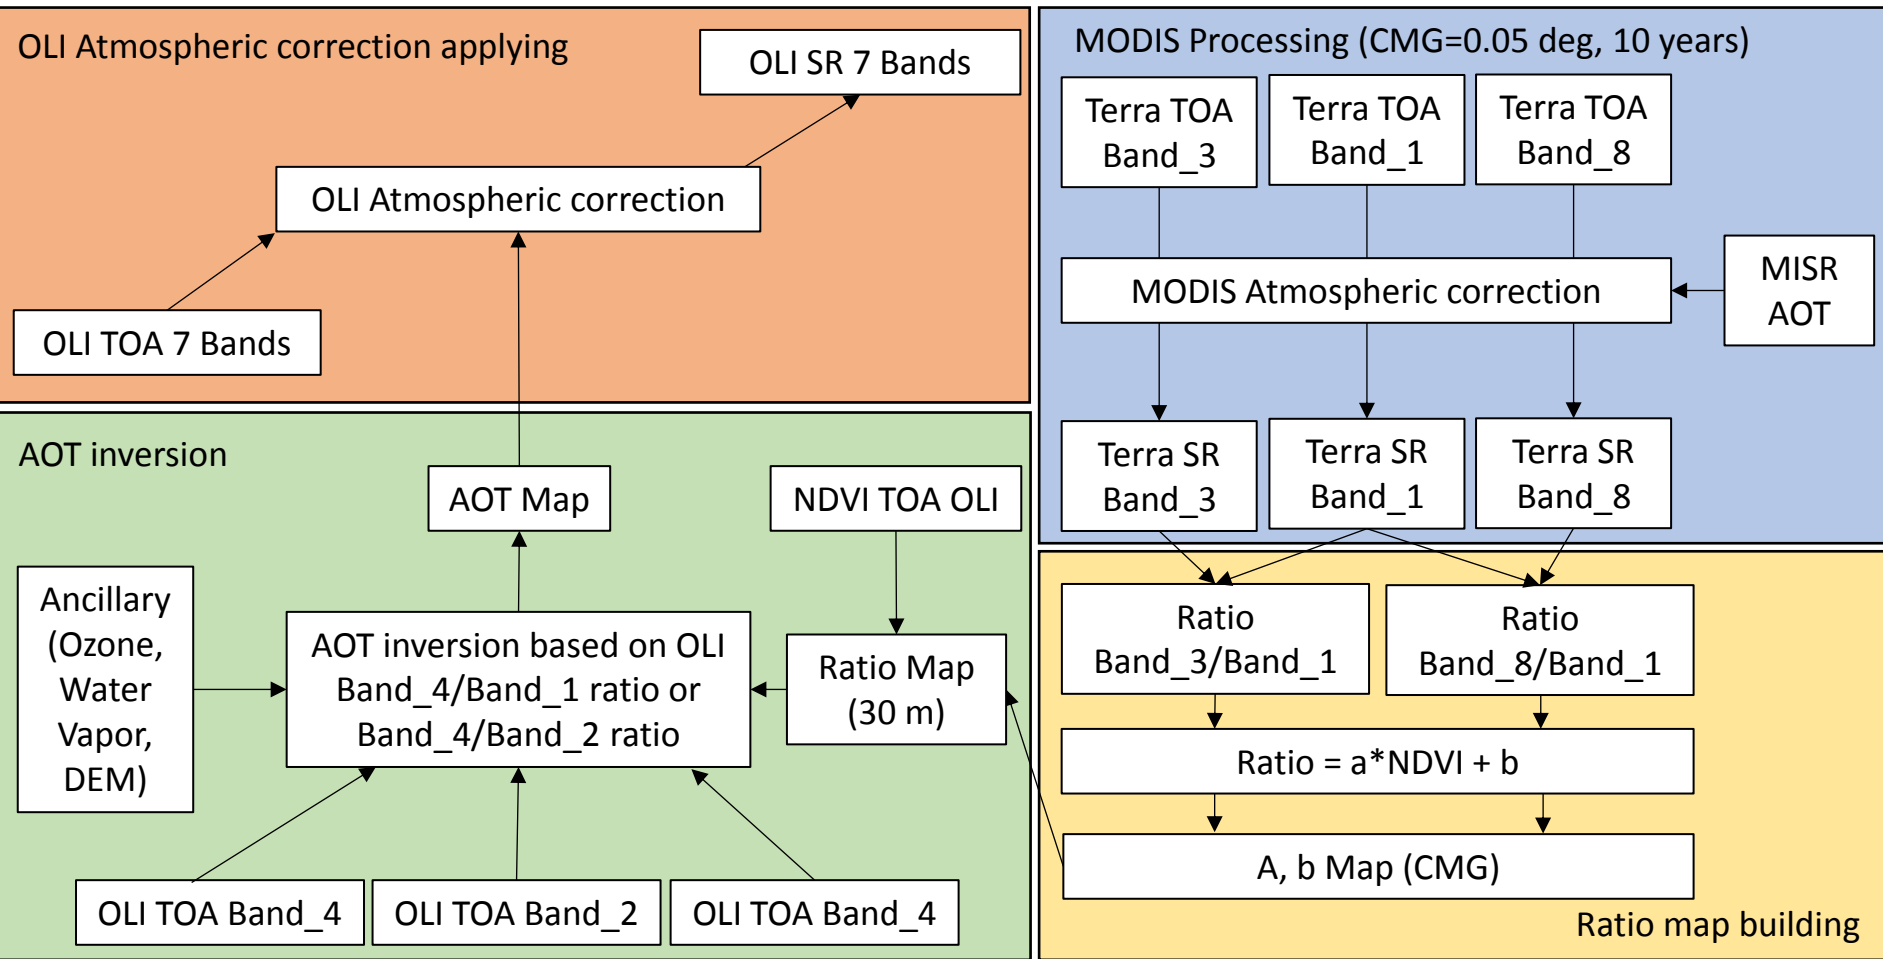 OLI Atmospheric correction applying
OLI SR 7 Bands
OLI Atmospheric correction
OLI TOA 7 Bands
MODIS Processing (CMG=0.05 deg, 10 years)
Terra TOA
Band_3
Terra TOA
Band_1
Terra TOA
Band_8
MODIS Atmospheric correction
MISR
AOT
Terra SR
Band_3
Terra SR
Band_1
Terra SR
Band_8
AOT inversion
AOT Map
NDVI TOA OLI
Ancillary
(Ozone,
Water
Vapor,
DEM)
AOT inversion based on OLI
Band_4/Band_1 ratio or
Band_4/Band_2 ratio
Ratio Map
(30 m)
OLI TOA Band_4
OLI TOA Band_2
OLI TOA Band_4
Ratio
Band_3/Band_1
Ratio
Band_8/Band_1
Ratio = a*NDVI + b
A, b Map (CMG)
Ratio map building